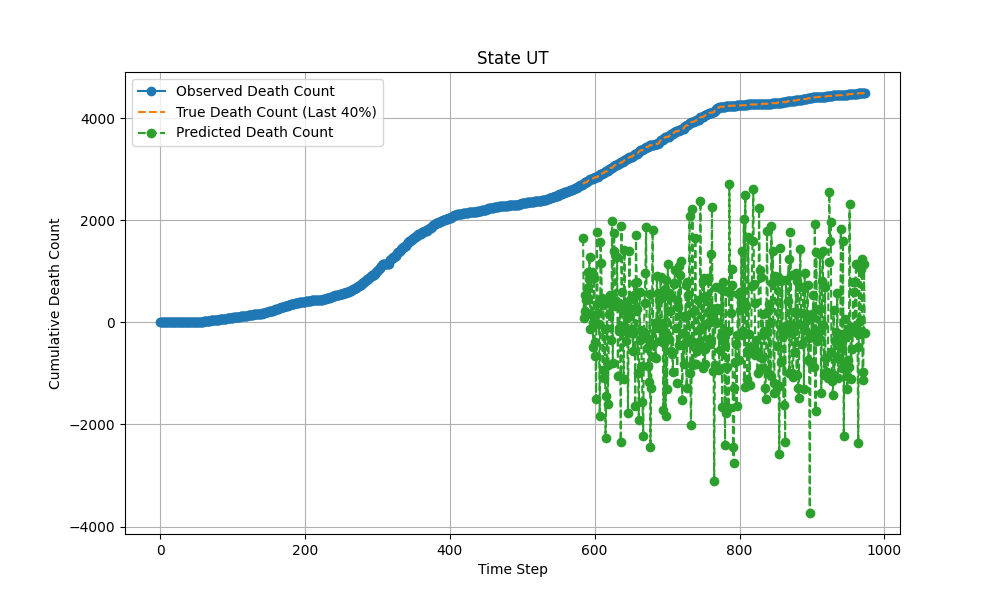 State UT
Observed Death Count
True Death Count (Last 40%)
Predicted Death Count
Cumulative Death Count
4000
2000
0
−2000
−4000
0 200 400 600 800 1000
Time Step